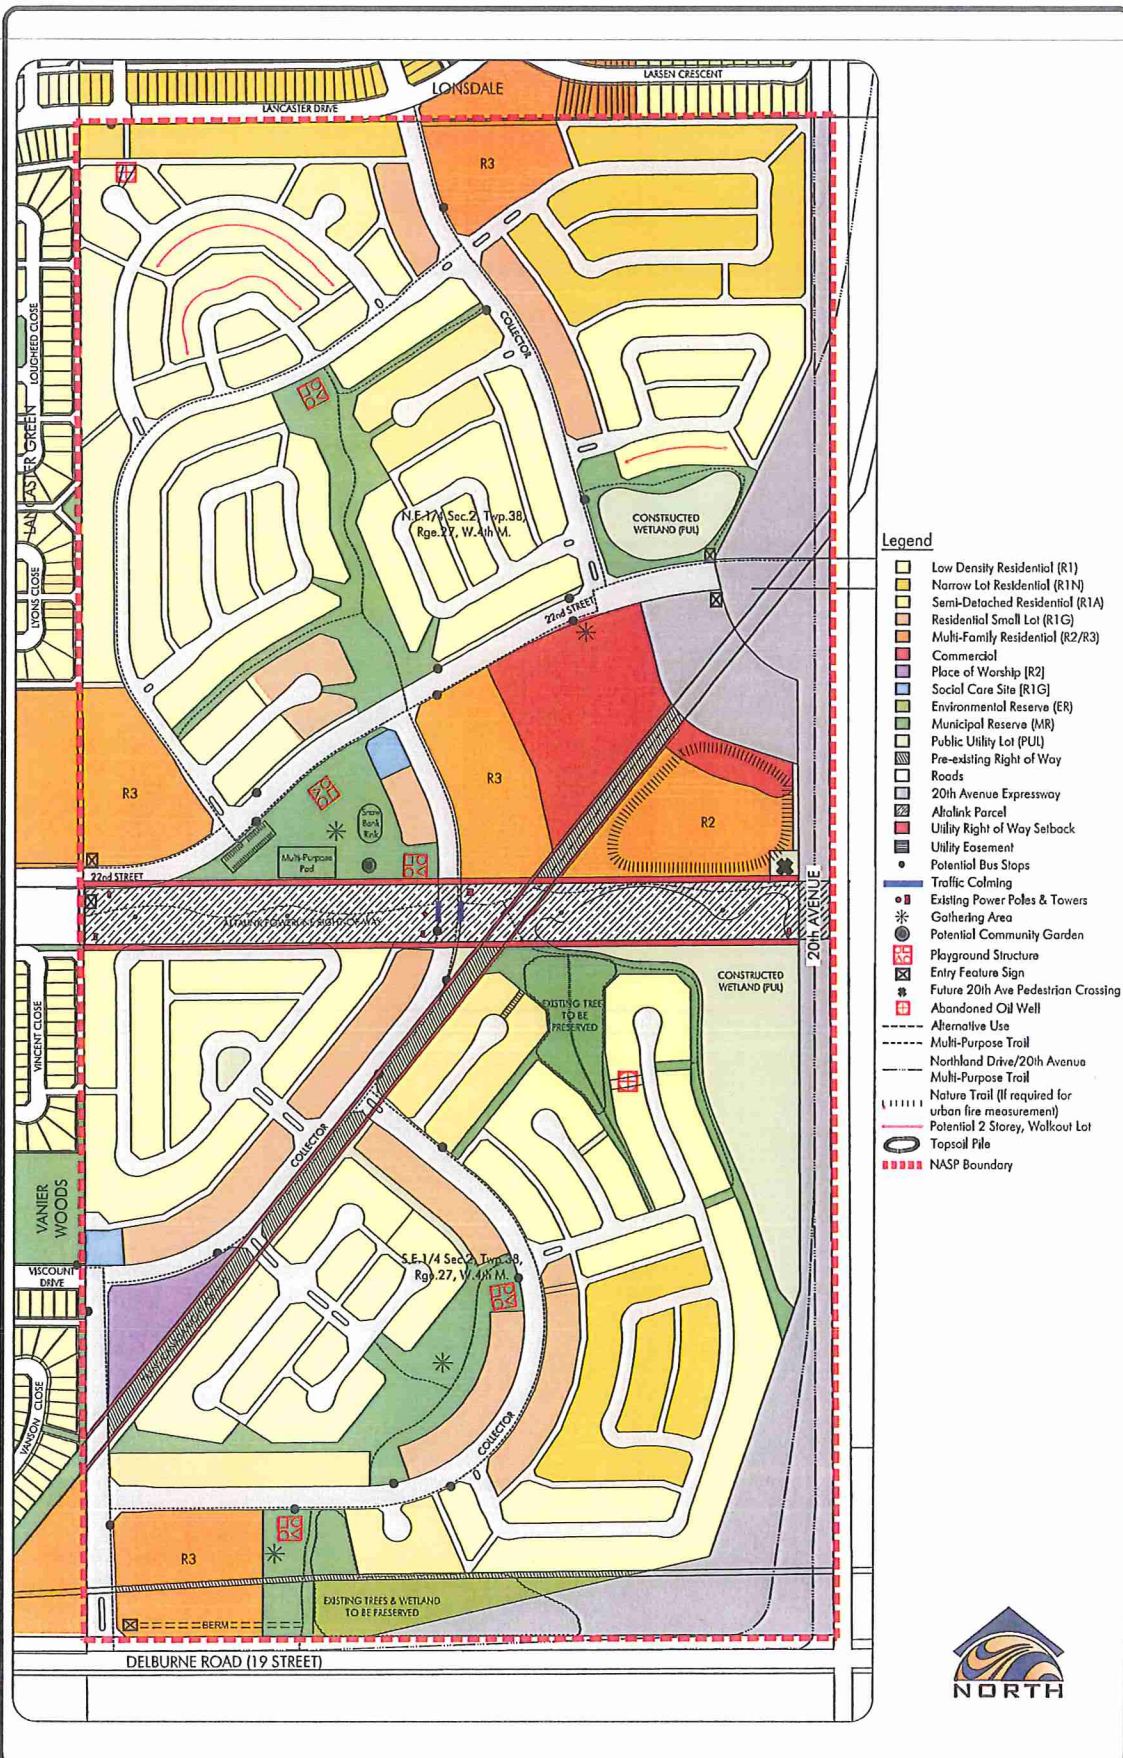 LARSEN CRESCENT
LONSDALE
LANCASTER DRIVE
R3
LOUGHEED CLOSE
COLLECTOR
LANCASTER GREEN
N.E.1/4 Sec.2, Twp.38,
Rge.27, W.4th M.
CONSTRUCTED
WETLAND (PUL)
LYONS CLOSE
22nd STREET
R3
R3
R2
Snow
Bank
Rink
Multi-Purpose
Pad
22nd STREET
ALTALINK POWERLINE RIGHT-OF-WAY
20th AVENUE
CONSTRUCTED
WETLAND (PUL)
EXISTING TREE
TO BE
PRESERVED
VINCENT CLOSE
COLLECTOR
VANIER
WOODS
VISCOUNT
DRIVE
S.E.1/4 Sec.2, Twp.38,
Rge.27, W.4th M.
VANSON CLOSE
COLLECTOR
R3
EXISTING TREES & WETLAND
TO BE PRESERVED
BERM
DELBURNE ROAD (19 STREET)
Legend
Low Density Residential (R1)
Narrow Lot Residential (R1N)
Semi-Detached Residential (R1A)
Residential Small Lot (R1G)
Multi-Family Residential (R2/R3)
Commercial
Place of Worship [R2]
Social Care Site [R1G]
Environmental Reserve (ER)
Municipal Reserve (MR)
Public Utility Lot (PUL)
Pre-existing Right of Way
Roads
20th Avenue Expressway
Altalink Parcel
Utility Right of Way Setback
Utility Easement
Potential Bus Stops
Traffic Calming
Existing Power Poles & Towers
Gathering Area
Potential Community Garden
Playground Structure
Entry Feature Sign
Future 20th Ave Pedestrian Crossing
Abandoned Oil Well
Alternative Use
Multi-Purpose Trail
Northland Drive/20th Avenue
Multi-Purpose Trail
Nature Trail (If required for
urban fire measurement)
Potential 2 Storey, Walkout Lot
Topsoil Pile
NASP Boundary
NORTH